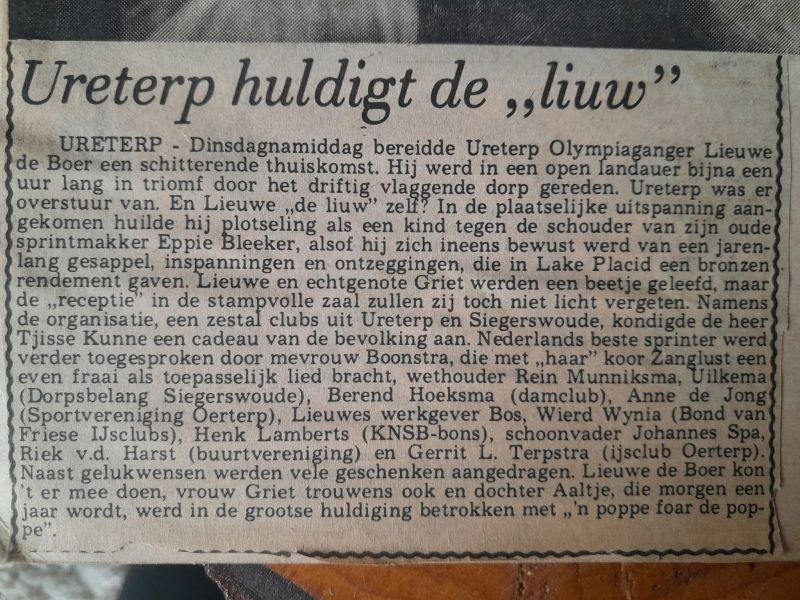 Ureterp huldigt de „liuw”
URETERP - Dinsdagnamiddag bereidde Ureterp Olympiaganger Lieuwe
de Boer een schitterende thuiskomst. Hij werd in een open landauer bijna een
uur lang in triomf door het driftig vlaggende dorp gereden. Ureterp was er
overstuur van. En Lieuwe „de liuw” zelf? In de plaatselijke uitspanning aan-
gekomen huilde hij plotseling als een kind tegen de schouder van zijn oude
sprintmakker Eppie Bleeker, alsof hij zich ineens bewust werd van een jaren-
lang gesappel, inspanningen en ontzeggingen, die in Lake Placid een bronzen
rendement gaven. Lieuwe en echtgenote Griet werden een beetje geleefd, maar
de „receptie” in de stampvolle zaal zullen zij toch niet licht vergeten. Namens
de organisatie, een zestal clubs uit Ureterp en Siegerswoude, kondigde de heer
Tjisse Kunne een cadeau van de bevolking aan. Nederlands beste sprinter werd
verder toegesproken door mevrouw Boonstra, die met „haar” koor Zanglust een
even fraai als toepasselijk lied bracht, wethouder Rein Munniksma, Uilkema
(Dorpsbelang Siegerswoude), Berend Hoeksma (damclub), Anne de Jong
(Sportvereniging Oerterp), Lieuwes werkgever Bos, Wierd Wynia (Bond van
Friese IJsclubs), Henk Lamberts (KNSB-bons), schoonvader Johannes Spa,
Riek v.d. Harst (buurtvereniging) en Gerrit L. Terpstra (ijsclub Oerterp).
Naast gelukwensen werden vele geschenken aangedragen. Lieuwe de Boer kon
't er mee doen, vrouw Griet trouwens ook en dochter Aaltje, die morgen een
jaar wordt, werd in de grootse huldiging betrokken met „'n poppe foar de pop-
pe”.